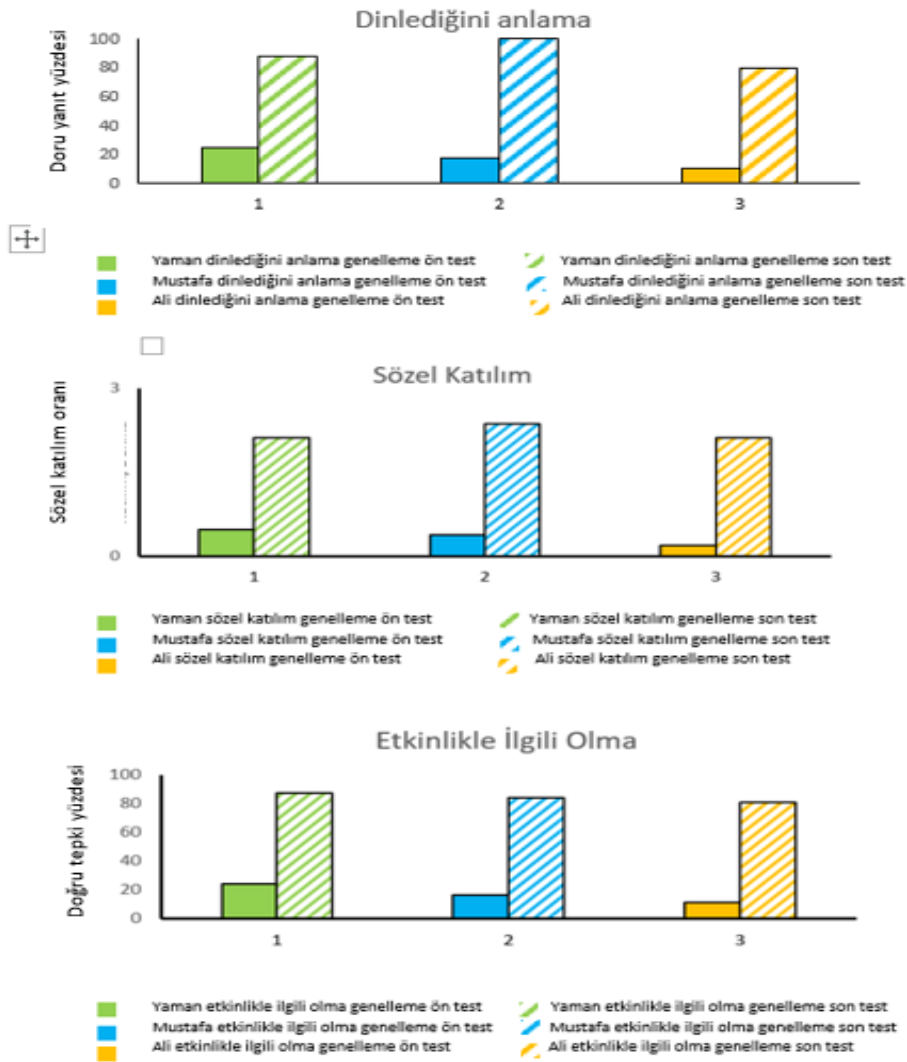 Dinlediğini anlama
Doru yanıt yüzdesi
100
80
60
40
20
0
1 2 3
Yaman dinlediğini anlama genelleme ön test Yaman dinlediğini anlama genelleme son test
Mustafa dinlediğini anlama genelleme ön test Mustafa dinlediğini anlama genelleme son test
Ali dinlediğini anlama genelleme ön test Ali dinlediğini anlama genelleme son test
Sözel Katılım
Sözel katılım oranı
3
0
1 2 3
Yaman sözel katılım genelleme ön test Yaman sözel katılım genelleme son test
Mustafa sözel katılım genelleme ön test Mustafa sözel katılım genelleme son test
Ali sözel katılım genelleme ön test Ali sözel katılım genelleme son test
Etkinlikle İlgili Olma
Doğru tepki yüzdesi
100
80
60
40
20
0
1 2 3
Yaman etkinlikle ilgili olma genelleme ön test Yaman etkinlikle ilgili olma genelleme son test
Mustafa etkinlikle ilgili olma genelleme ön test Mustafa etkinlikle ilgili olma genelleme son test
Ali etkinlikle ilgili olma genelleme ön test Ali etkinlikle ilgili olma genelleme son test